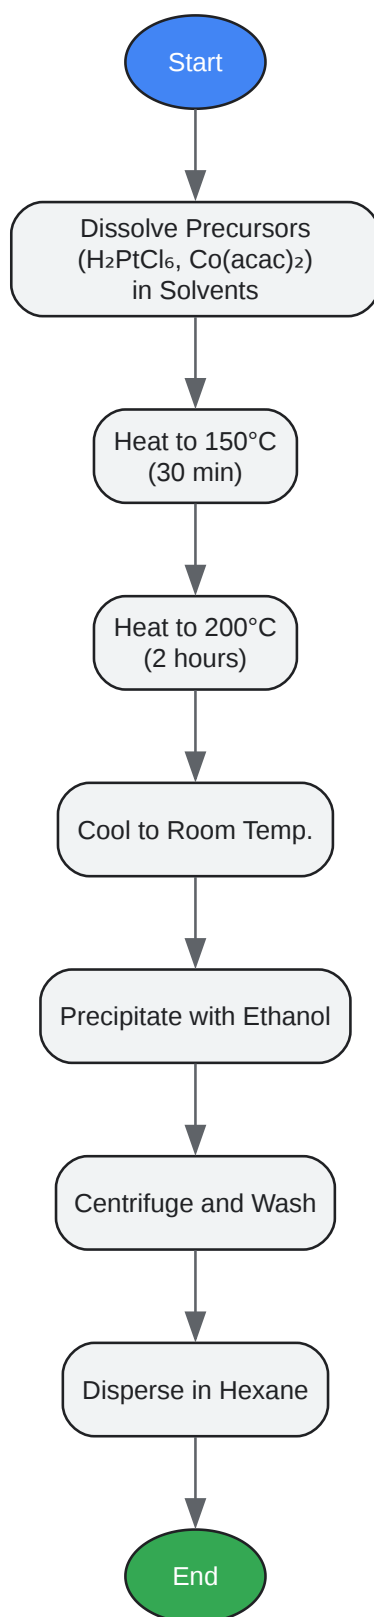 Start
Dissolve Precursors
(H₂PtCl₆, Co(acac)₂)
in Solvents
Heat to 150°C
(30 min)
Heat to 200°C
(2 hours)
Cool to Room Temp.
Precipitate with Ethanol
Centrifuge and Wash
Disperse in Hexane
End